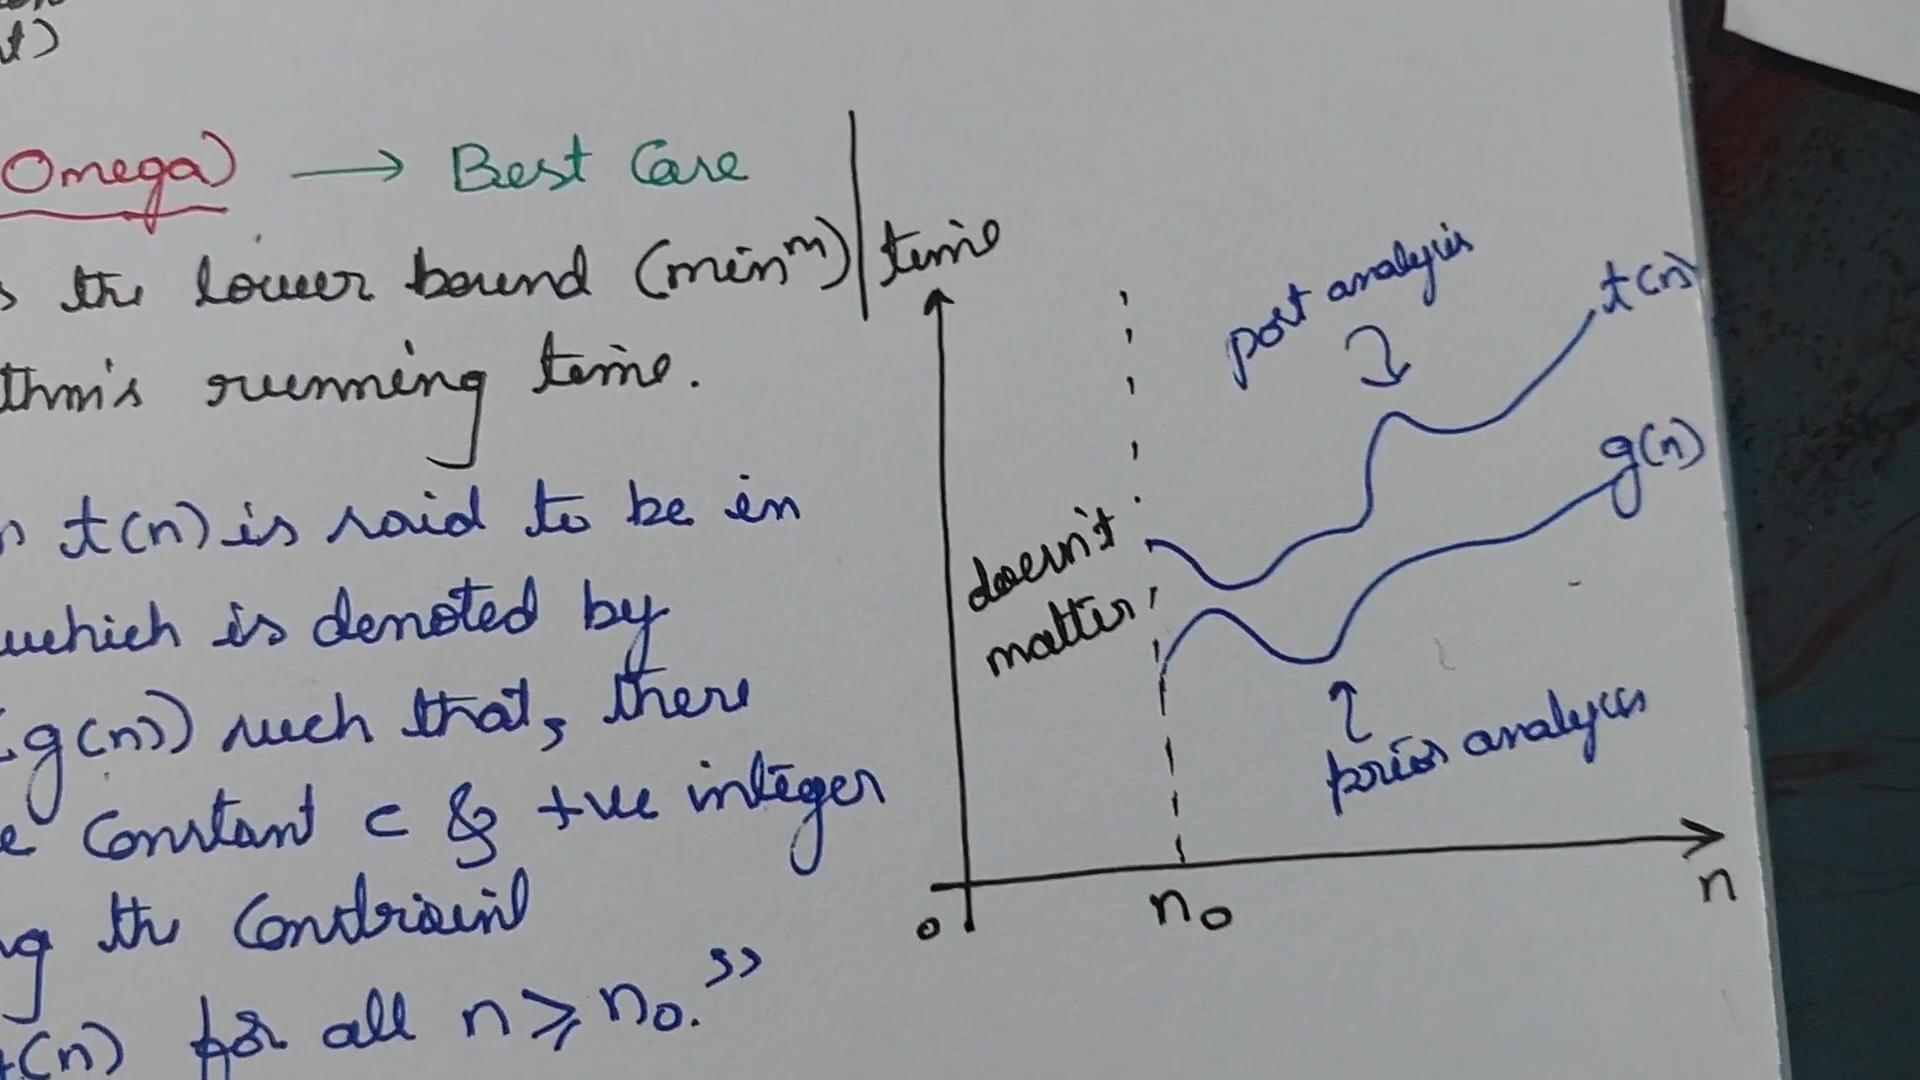 t)
Omega) → Best Case
the lower bound (minᵐ)
thm's running time.
t(n) is said to be in
which is denoted by
g(n)) such that, there
e constant c & +ve integer
ng the constraint
t(n) for all n ≥ n₀.”
time
post analysis
t(n)
g(n)
doesn't
matter
prior analysis
0
n₀
n